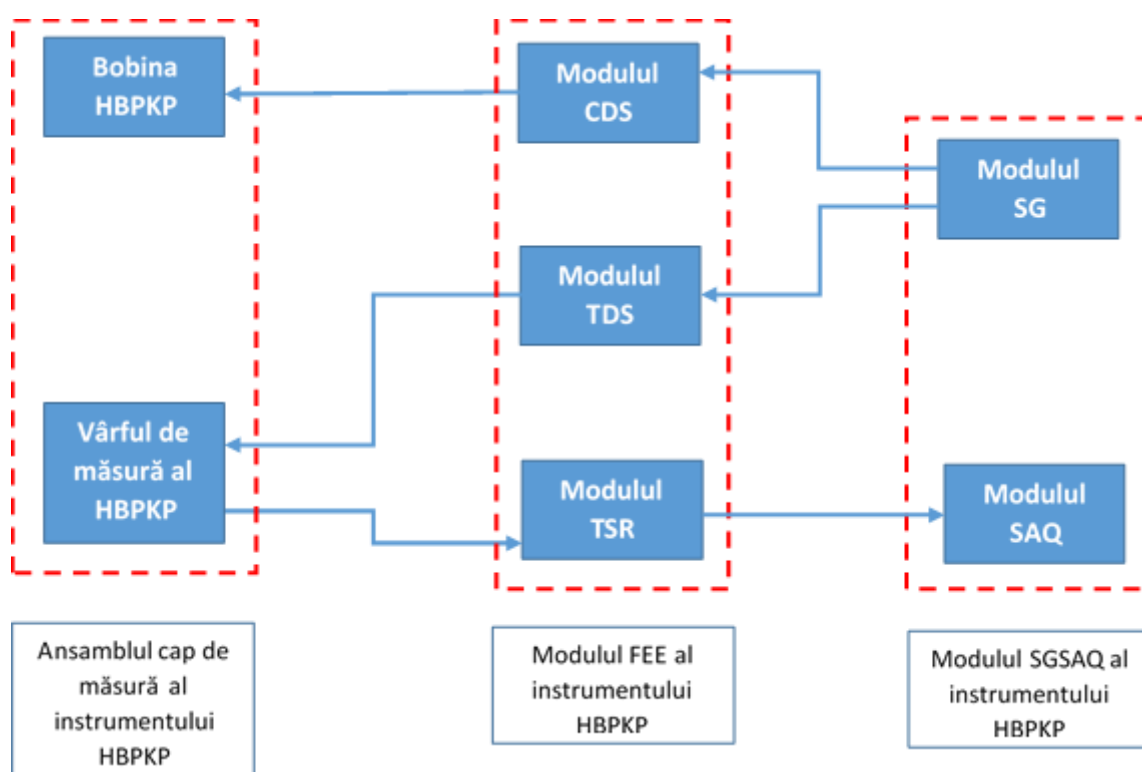 Bobina
HBPKP
Modulul
CDS
Modulul
SG
Modulul
TDS
Vârful de
măsură al
HBPKP
Modulul
TSR
Modulul
SAQ
Ansamblul cap de
măsură al
instrumentului
HBPKP
Modulul FEE al
instrumentului
HBPKP
Modulul SGSAQ al
instrumentului
HBPKP